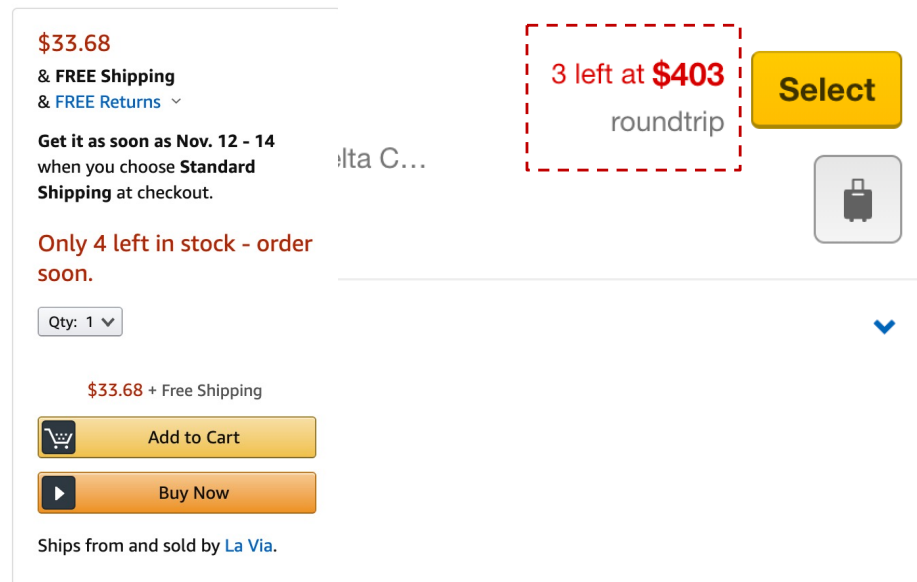 $33.68
& FREE Shipping
& FREE Returns
Get it as soon as Nov. 12 - 14
when you choose Standard
Shipping at checkout.
Only 4 left in stock - order
soon.
Qty: 1
$33.68 + Free Shipping
Add to Cart
Buy Now
Ships from and sold by La Via.
3 left at $403
roundtrip
Select
elta C...